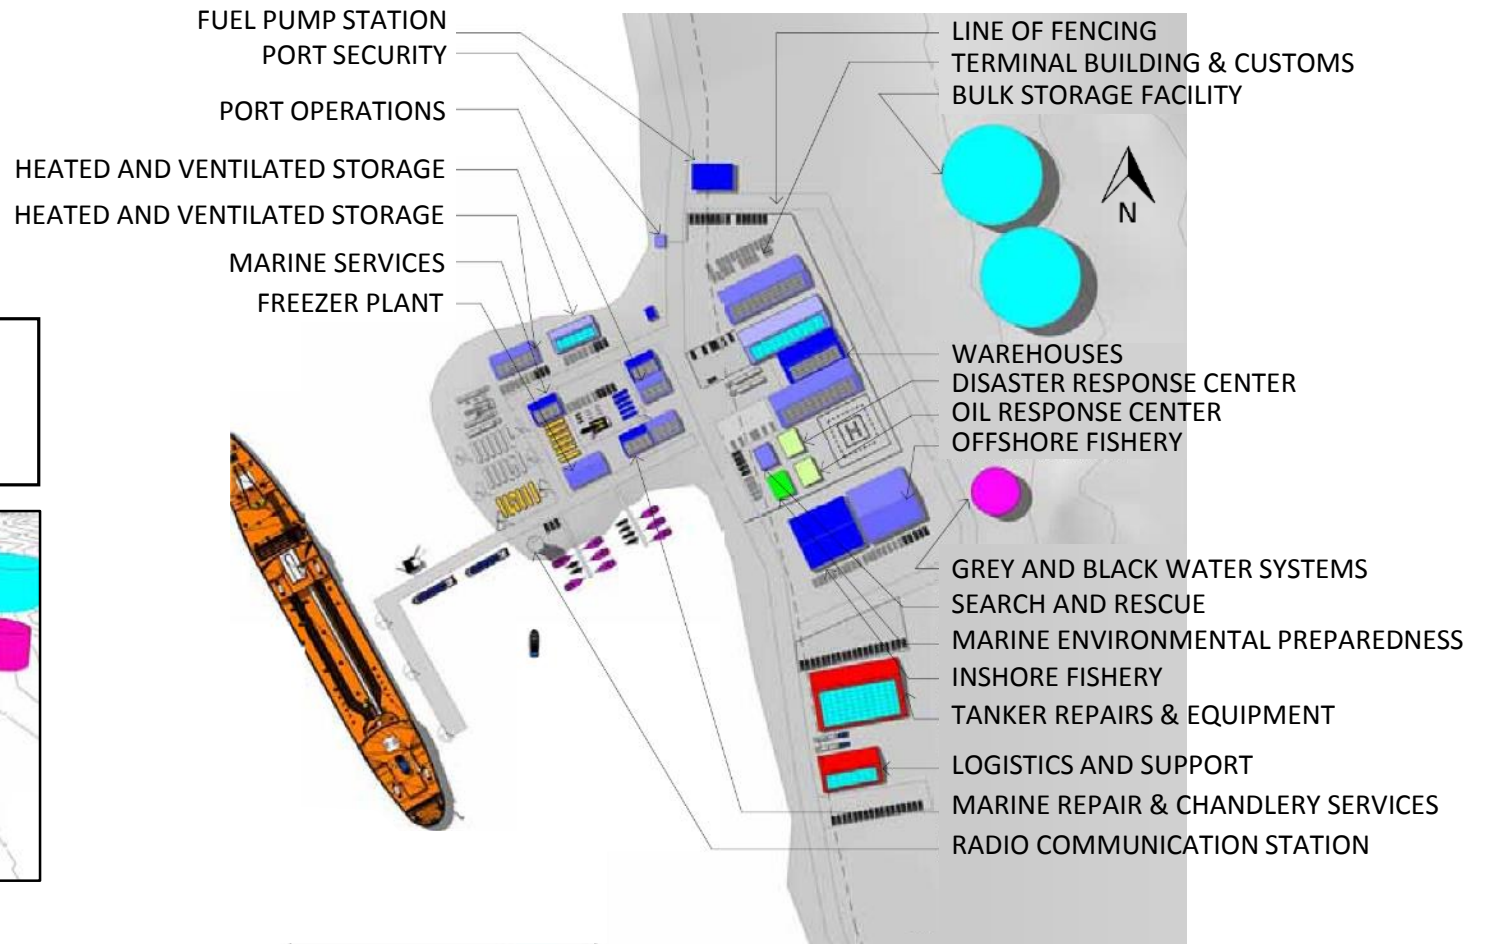 FUEL PUMP STATION
PORT SECURITY
PORT OPERATIONS
HEATED AND VENTILATED STORAGE
HEATED AND VENTILATED STORAGE
MARINE SERVICES
FREEZER PLANT
LINE OF FENCING
TERMINAL BUILDING & CUSTOMS
BULK STORAGE FACILITY
N
WAREHOUSES
DISASTER RESPONSE CENTER
OIL RESPONSE CENTER
OFFSHORE FISHERY
H
GREY AND BLACK WATER SYSTEMS
SEARCH AND RESCUE
MARINE ENVIRONMENTAL PREPAREDNESS
INSHORE FISHERY
TANKER REPAIRS & EQUIPMENT
LOGISTICS AND SUPPORT
MARINE REPAIR & CHANDLERY SERVICES
RADIO COMMUNICATION STATION